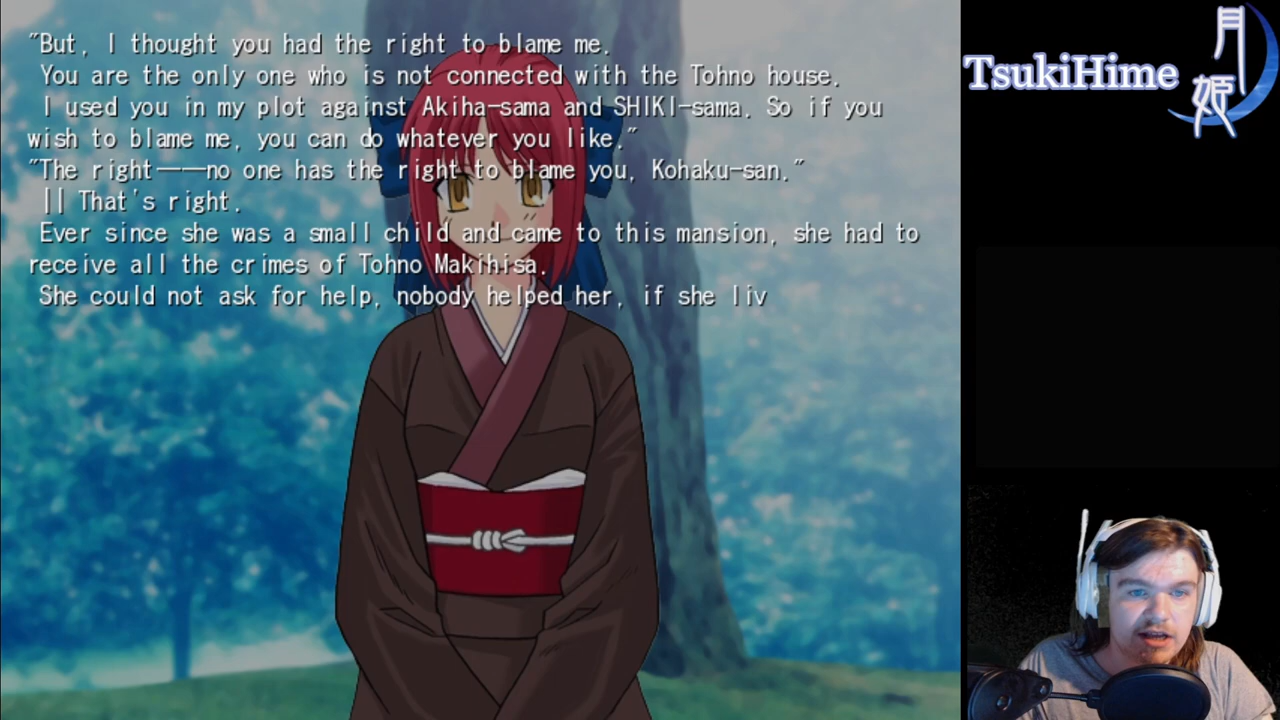 "But, I thought you had the right to blame me.
You are the only one who is not connected with the Tohno house.
I used you in my plot against Akiha-sama and SHIKI-sama. So if you
wish to blame me, you can do whatever you like."
"The right――no one has the right to blame you, Kohaku-san."
|| That's right.
Ever since she was a small child and came to this mansion, she had to
receive all the crimes of Tohno Makihisa.
She could not ask for help, nobody helped her, if she liv
TsukiHime
月姫